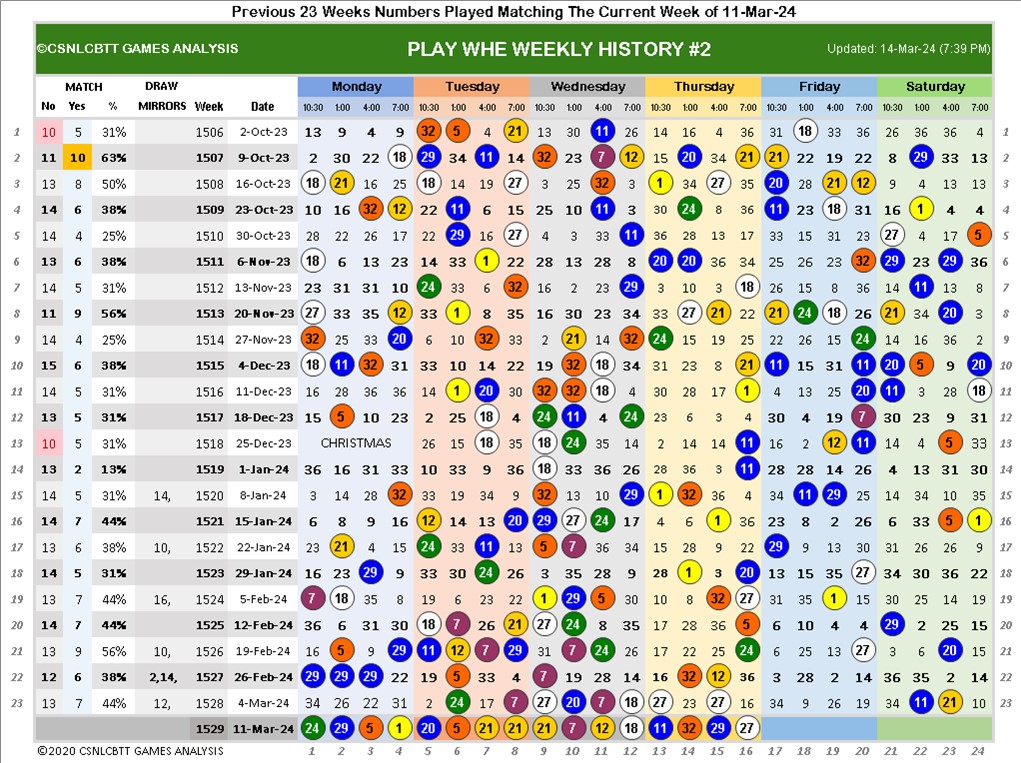 Previous 23 Weeks Numbers Played Matching The Current Week of 11-Mar-24
©CSNLCBTT GAMES ANALYSIS PLAY WHE WEEKLY HISTORY #2 Updated: 14-Mar-24 (7:39 PM)
MATCH DRAW Monday Tuesday Wednesday Thursday Friday Saturday
No Yes % MIRRORS Week Date 10:30 1:00 4:00 7:00 10:30 1:00 4:00 7:00 10:30 1:00 4:00 7:00 10:30 1:00 4:00 7:00 10:30 1:00 4:00 7:00 10:30 1:00 4:00 7:00
1 10 5 31% 1506 2-Oct-23 13 9 4 9 32 5 4 21 13 30 11 26 14 16 4 36 31 18 33 36 26 36 36 4 1
2 11 10 63% 1507 9-Oct-23 2 30 22 18 29 34 11 14 32 23 7 12 15 20 34 21 21 22 19 22 8 29 33 13 2
3 13 8 50% 1508 16-Oct-23 18 21 16 25 18 14 19 27 3 25 32 3 1 34 27 35 20 28 21 12 9 4 13 13 3
4 14 6 38% 1509 23-Oct-23 10 16 32 12 22 11 6 15 25 10 11 3 30 24 8 36 11 23 18 31 16 1 4 4 4
5 14 4 25% 1510 30-Oct-23 28 22 26 17 22 29 16 27 4 3 33 11 36 28 13 17 33 15 31 23 27 4 17 5 5
6 13 6 38% 1511 6-Nov-23 18 6 13 23 14 33 1 22 28 13 28 8 20 20 36 34 35 26 26 32 29 23 29 36 6
7 14 5 31% 1512 13-Nov-23 23 31 31 10 24 33 6 32 16 2 23 29 3 10 3 18 26 15 8 36 14 11 13 8 7
8 11 9 56% 1513 20-Nov-23 27 33 35 12 33 1 8 35 16 30 23 34 33 27 21 22 21 24 18 26 21 34 20 3 8
9 14 4 25% 1514 27-Nov-23 32 25 33 20 6 10 32 33 2 21 14 32 24 15 19 25 22 26 15 24 14 16 36 2 9
10 15 6 38% 1515 4-Dec-23 18 11 32 31 33 10 14 22 19 32 18 34 31 23 8 21 11 15 31 11 20 5 9 20 10
11 14 5 31% 1516 11-Dec-23 16 28 36 36 14 1 20 30 32 32 18 4 30 28 17 1 4 13 25 20 11 3 34 18 11
12 13 5 31% 1517 18-Dec-23 15 5 10 23 2 25 18 4 24 11 4 24 22 6 23 36 30 4 19 7 30 23 9 31 12
13 10 5 31% 1518 25-Dec-23 CHRISTMAS 26 15 18 35 18 24 35 14 2 14 14 11 16 2 12 11 14 4 5 33 13
14 13 2 13% 1519 1-Jan-24 36 16 31 33 10 33 9 36 18 33 36 26 28 36 3 11 28 28 14 26 4 13 31 30 14
15 14 5 31% 14, 1520 8-Jan-24 3 14 28 32 33 19 34 9 32 13 10 29 1 32 35 4 34 11 29 25 14 34 10 35 15
16 14 7 44% 1521 15-Jan-24 6 8 9 16 12 14 13 20 29 27 24 17 4 6 1 36 23 8 2 26 6 33 5 1 16
17 13 6 38% 10, 1522 22-Jan-24 23 21 4 15 24 33 11 13 5 7 36 34 15 28 9 22 29 9 13 30 31 26 26 9 17
18 14 5 31% 1523 29-Jan-24 16 23 29 9 33 30 24 26 3 35 28 9 28 1 3 20 13 15 35 27 34 30 36 22 18
19 13 7 44% 16, 1524 5-Feb-24 7 18 35 8 19 6 23 22 1 29 5 30 10 8 32 27 31 35 1 15 30 25 14 19 19
20 14 7 44% 1525 12-Feb-24 36 6 31 30 18 7 26 21 27 24 8 35 17 28 36 5 6 10 4 4 29 2 25 15 20
21 13 9 56% 10, 1526 19-Feb-24 16 5 9 29 11 12 7 29 31 7 24 26 17 22 25 24 6 25 13 27 3 6 20 15 21
22 12 6 38% 2,14, 1527 26-Feb-24 29 29 29 22 19 5 33 4 7 19 28 14 16 32 12 36 3 28 2 14 36 35 2 14 22
23 13 7 44% 12, 1528 4-Mar-24 34 26 22 31 6 24 17 7 27 20 7 18 27 23 27 16 34 9 26 19 34 11 21 10 23
1529 11-Mar-24 24 29 5 1 20 5 21 21 21 7 12 18 11 32 29 27
©2020 CSNLCBTT GAMES ANALYSIS 1 2 3 4 5 6 7 8 9 10 11 12 13 14 15 16 17 18 19 20 21 22 23 24